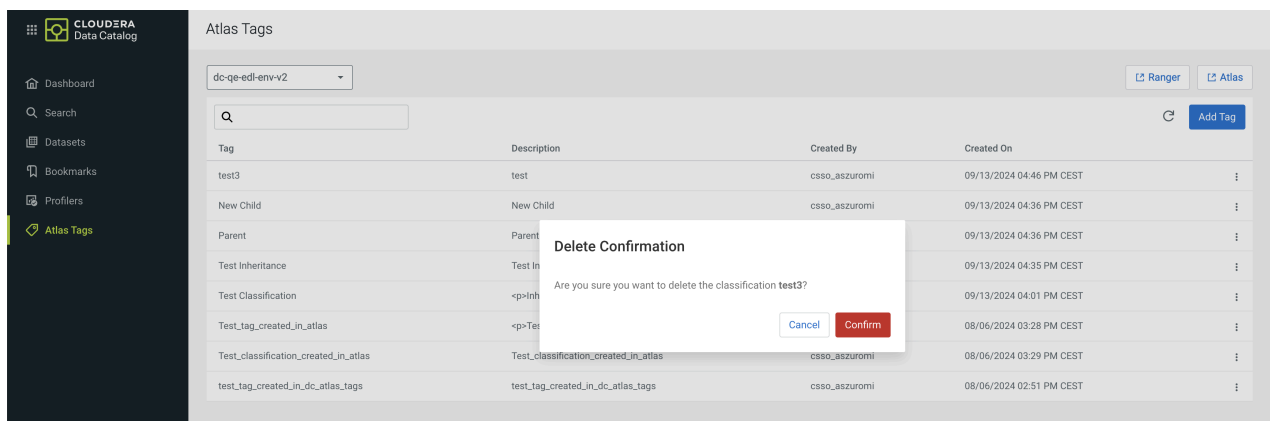 CLOUDERA
Data Catalog
Atlas Tags
Dashboard
Search
Datasets
Bookmarks
Profilers
Atlas Tags
dc-qe-edl-env-v2
Ranger
Atlas
Add Tag
Tag Description Created By Created On
test3 test csso_aszuromi 09/13/2024 04:46 PM CEST
New Child New Child csso_aszuromi 09/13/2024 04:36 PM CEST
Parent Parent 09/13/2024 04:36 PM CEST
Test Inheritance Test In 09/13/2024 04:35 PM CEST
Test Classification <p>Inh 09/13/2024 04:01 PM CEST
Test_tag_created_in_atlas <p>Tes 08/06/2024 03:28 PM CEST
Test_classification_created_in_atlas Test_classification_created_in_atlas csso_aszuromi 08/06/2024 03:29 PM CEST
test_tag_created_in_dc_atlas_tags test_tag_created_in_dc_atlas_tags csso_aszuromi 08/06/2024 02:51 PM CEST
Delete Confirmation
Are you sure you want to delete the classification test3?
Cancel Confirm